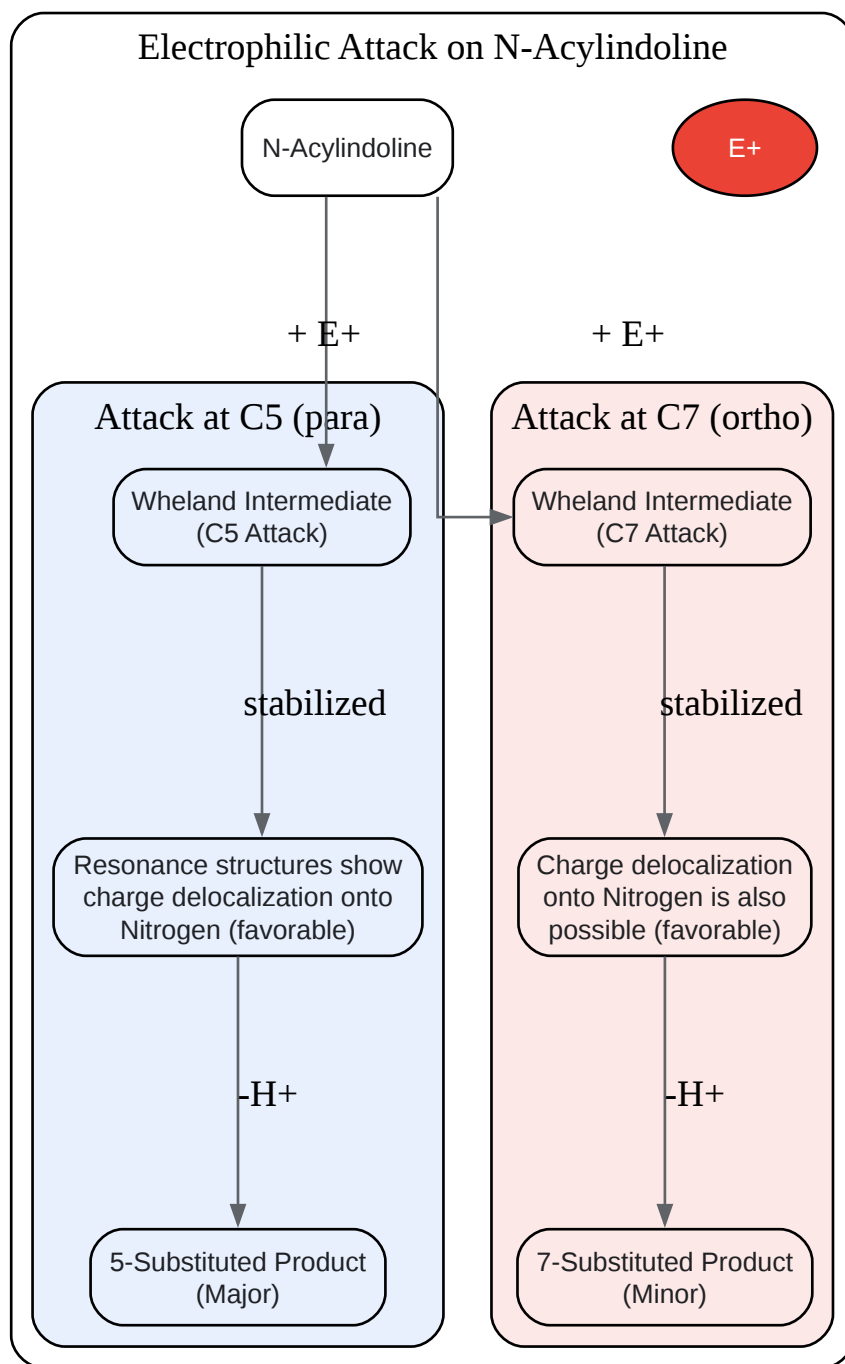 Electrophilic Attack on N-Acylindoline
N-Acylindoline
E+
+ E+
+ E+
Attack at C5 (para)
Attack at C7 (ortho)
Wheland Intermediate
(C5 Attack)
Wheland Intermediate
(C7 Attack)
stabilized
stabilized
Resonance structures show
charge delocalization onto
Nitrogen (favorable)
Charge delocalization
onto Nitrogen is also
possible (favorable)
-H+
-H+
5-Substituted Product
(Major)
7-Substituted Product
(Minor)